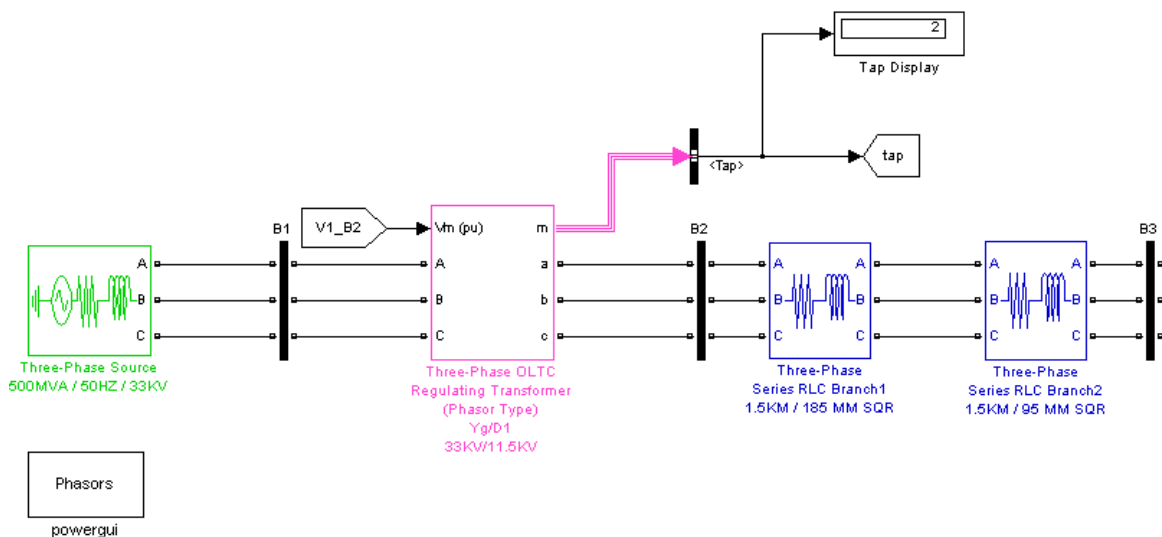 2
Tap Display
<Tap>
tap
V1_B2
B1
Vm (pu)
m
B2
B3
A
B
C
A
B
C
a
b
c
A
B
C
A
B
C
A
B
C
A
B
C
Three-Phase Source
500MVA / 50HZ / 33KV
Three-Phase OLTC
Regulating Transformer
(Phasor Type)
Yg/D1
33KV/11.5KV
Three-Phase
Series RLC Branch1
1.5KM / 185 MM SQR
Three-Phase
Series RLC Branch2
1.5KM / 95 MM SQR
Phasors
powergui